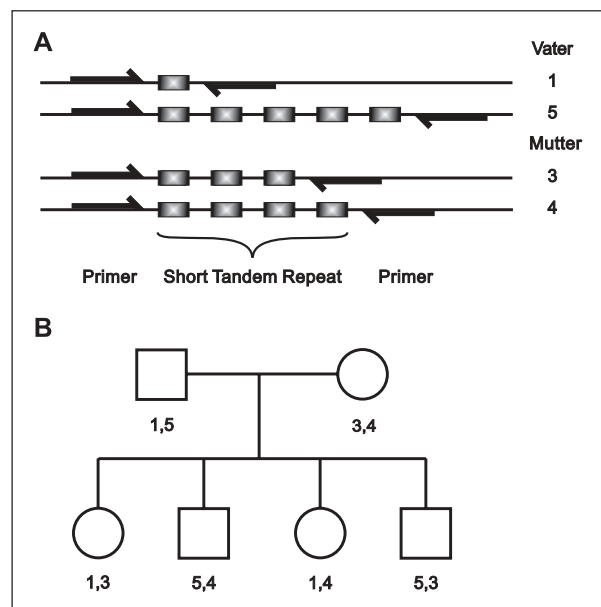 A
Vater
1
5
Mutter
3
4
Primer Short Tandem Repeat Primer
B
1,5 3,4
1,3 5,4 1,4 5,3